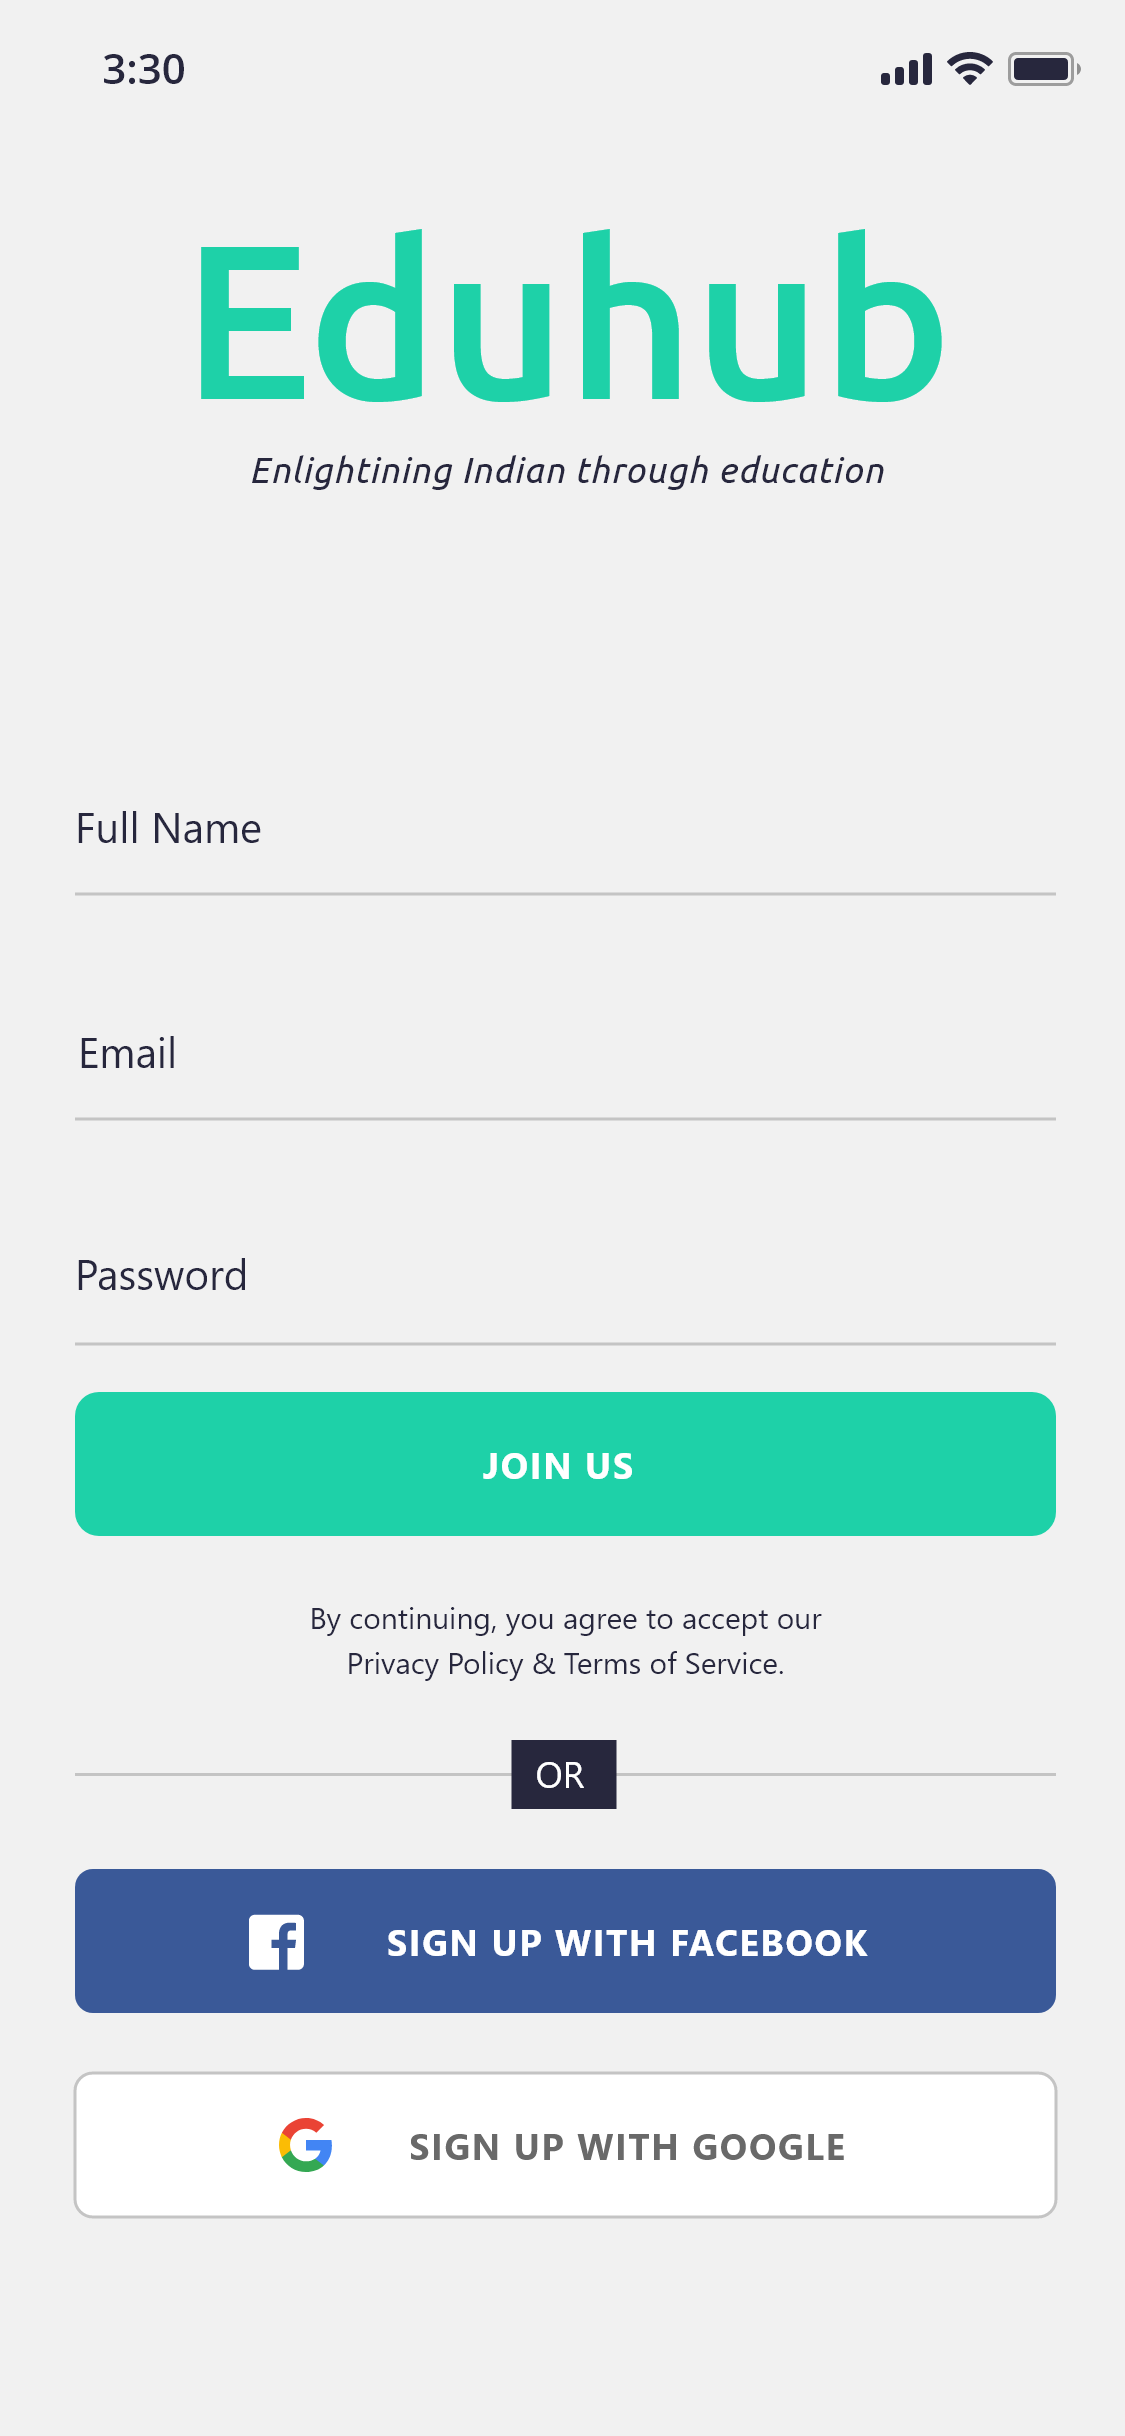 3:30
Eduhub
Enlightining Indian through education
Full Name
Email
Password
JOIN US
By continuing, you agree to accept our
Privacy Policy & Terms of Service.
OR
SIGN UP WITH FACEBOOK
SIGN UP WITH GOOGLE